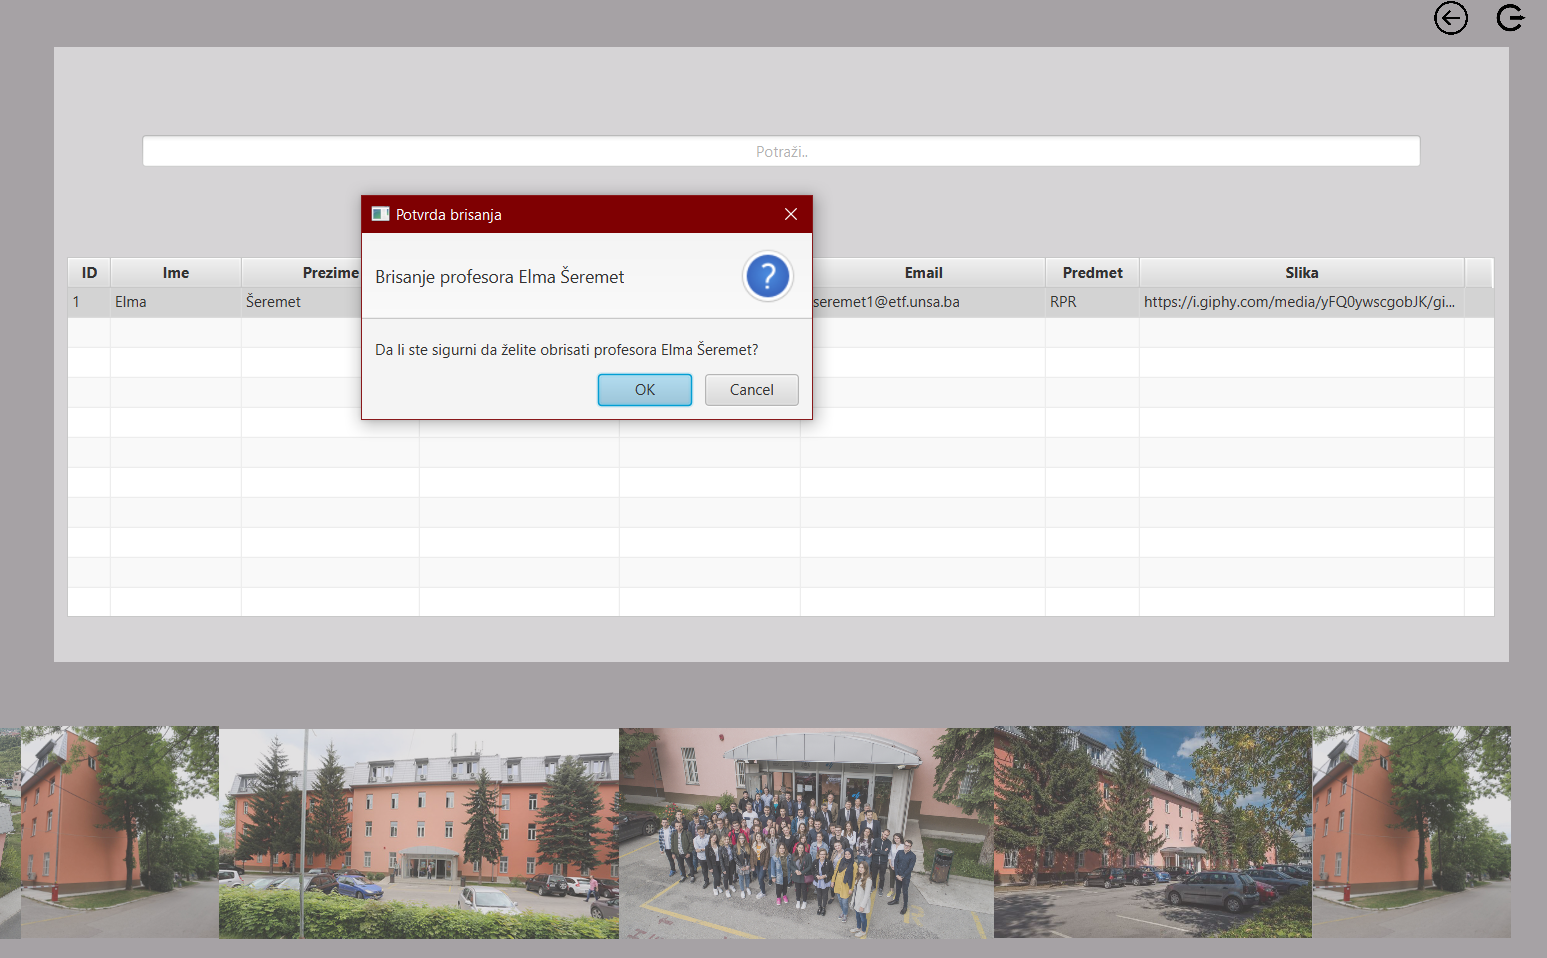 Potraži..
Potvrda brisanja
Brisanje profesora Elma Šeremet
Da li ste sigurni da želite obrisati profesora Elma Šeremet?
OK Cancel
ID Ime Prezime Email Predmet Slika
1 Elma Šeremet seremet1@etf.unsa.ba RPR https://i.giphy.com/media/yFQ0ywscgobJK/gi...